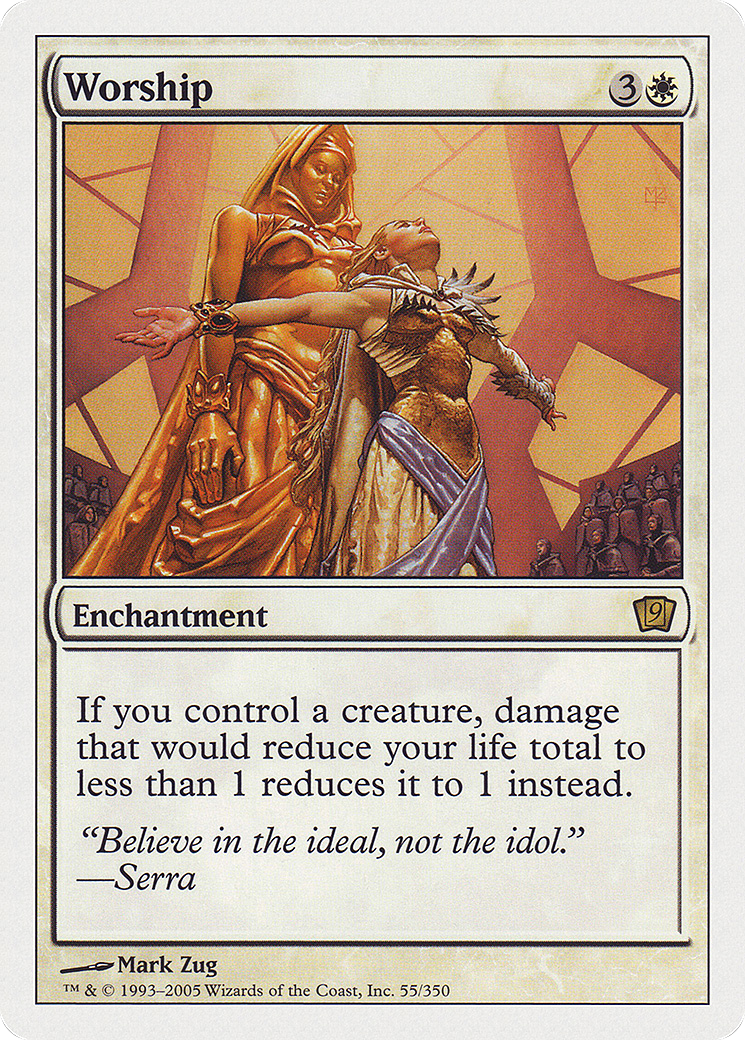 Worship 3
Enchantment 9
If you control a creature, damage
that would reduce your life total to
less than 1 reduces it to 1 instead.
“Believe in the ideal, not the idol.”
—Serra
Mark Zug
™ & © 1993–2005 Wizards of the Coast, Inc. 55/350